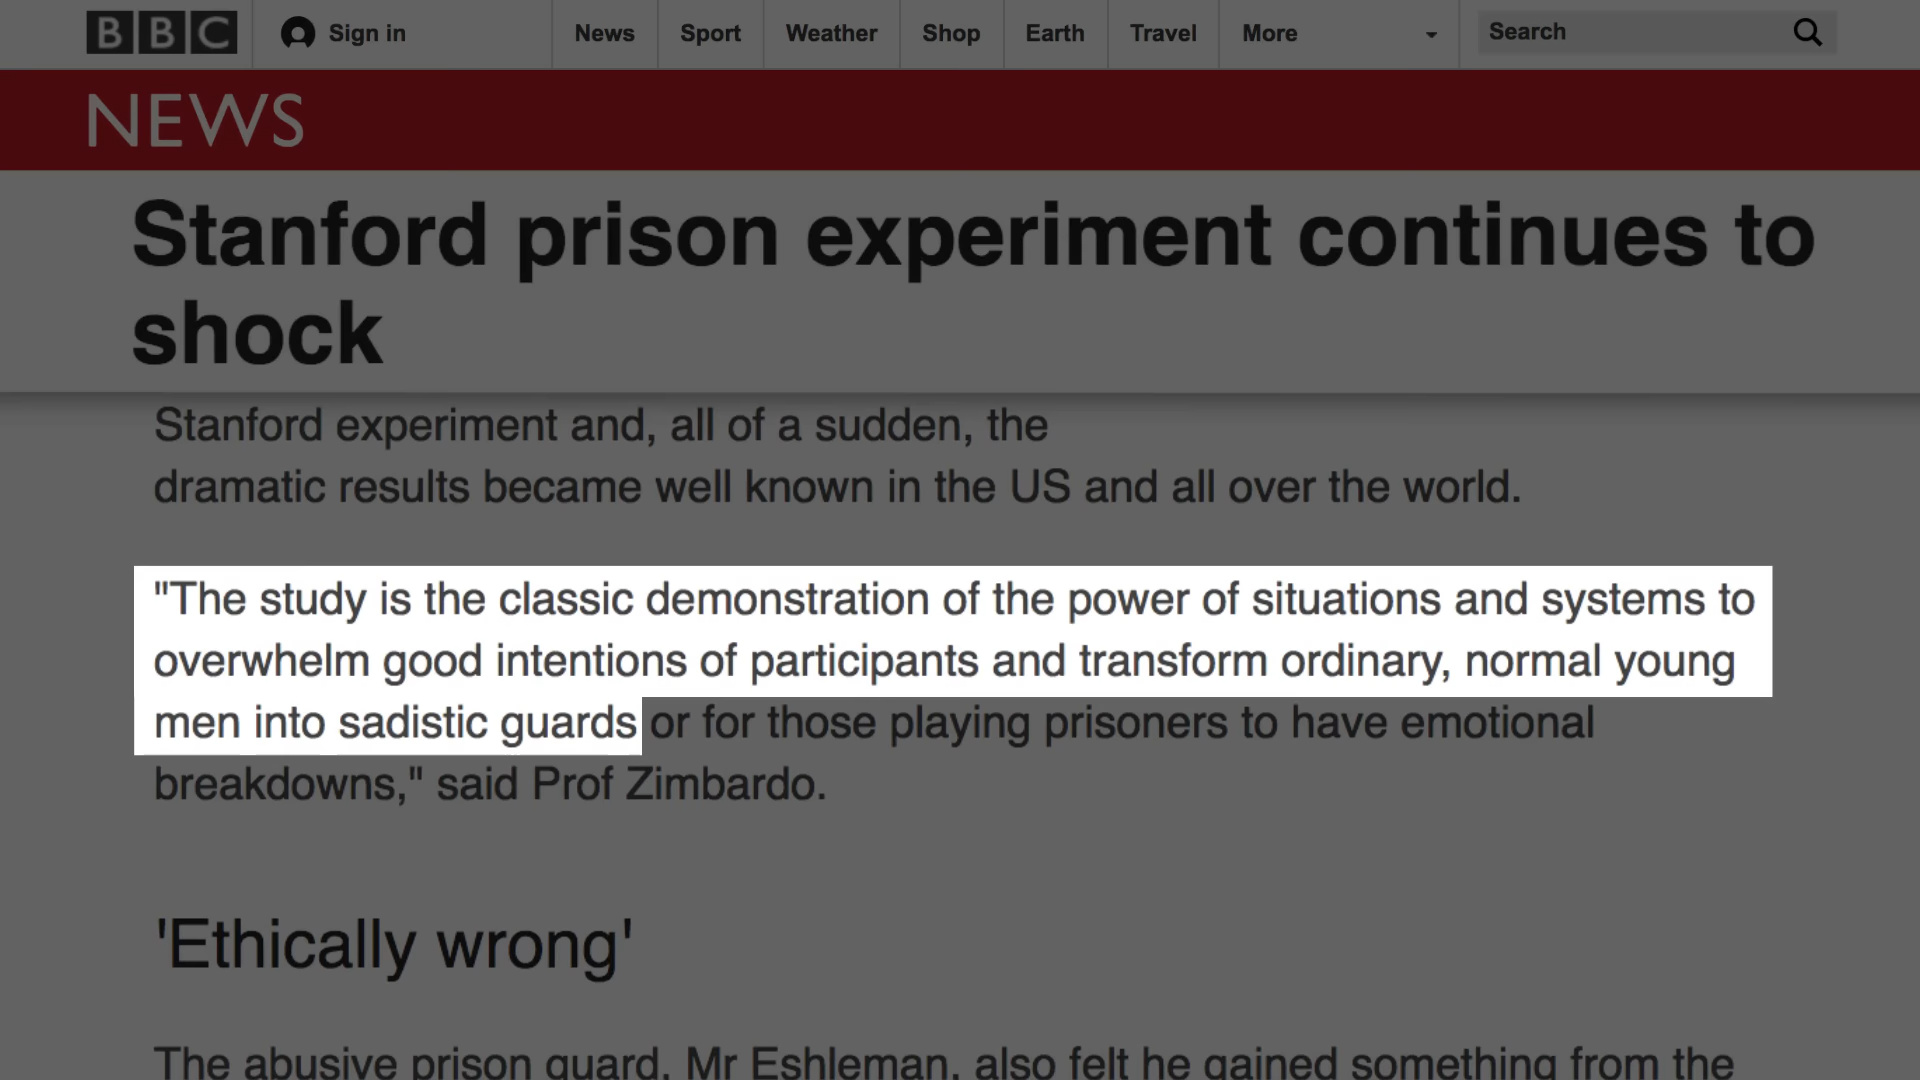 BBC
Sign in
News
Sport
Weather
Shop
Earth
Travel
More
Search
NEWS
Stanford prison experiment continues to
shock
Stanford experiment and, all of a sudden, the
dramatic results became well known in the US and all over the world.
"The study is the classic demonstration of the power of situations and systems to
overwhelm good intentions of participants and transform ordinary, normal young
men into sadistic guards or for those playing prisoners to have emotional
breakdowns," said Prof Zimbardo.
'Ethically wrong'
The abusive prison guard, Mr Eshleman, also felt he gained something from the